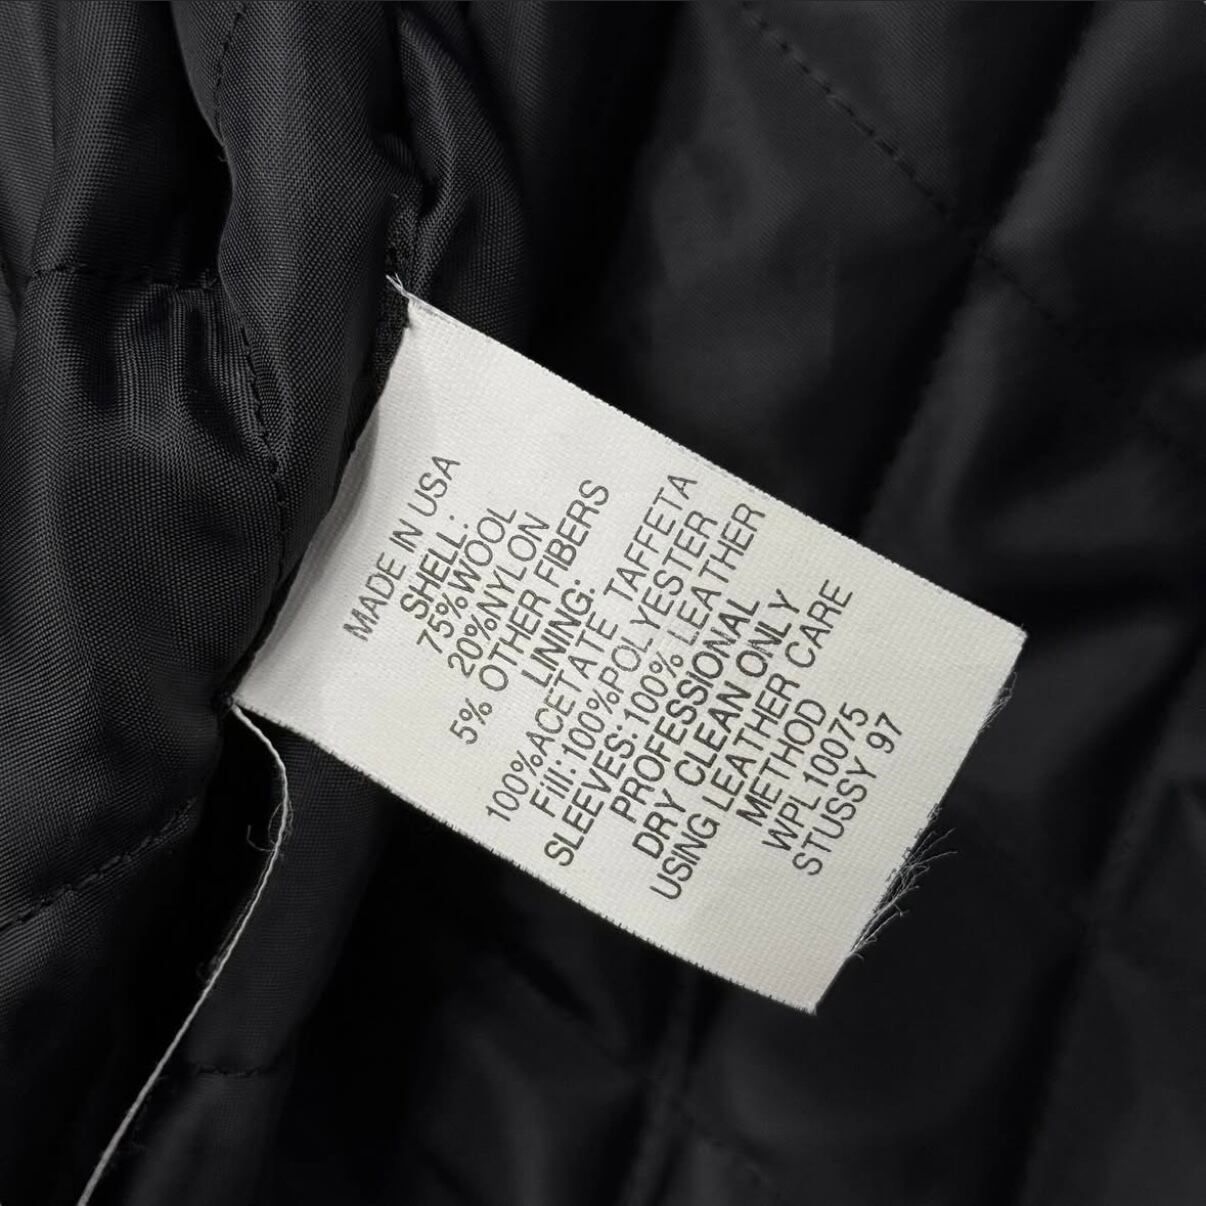 MADE IN USA
SHELL:
75%WOOL
20%NYLON
5% OTHER FIBERS
LINING:
100%ACETATE TAFFETA
Fill:100%POLYESTER
SLEEVES:100% LEATHER
PROFESSIONAL
DRY CLEAN ONLY
USING LEATHER CARE
METHOD
WPL 10075
STUSSY 97